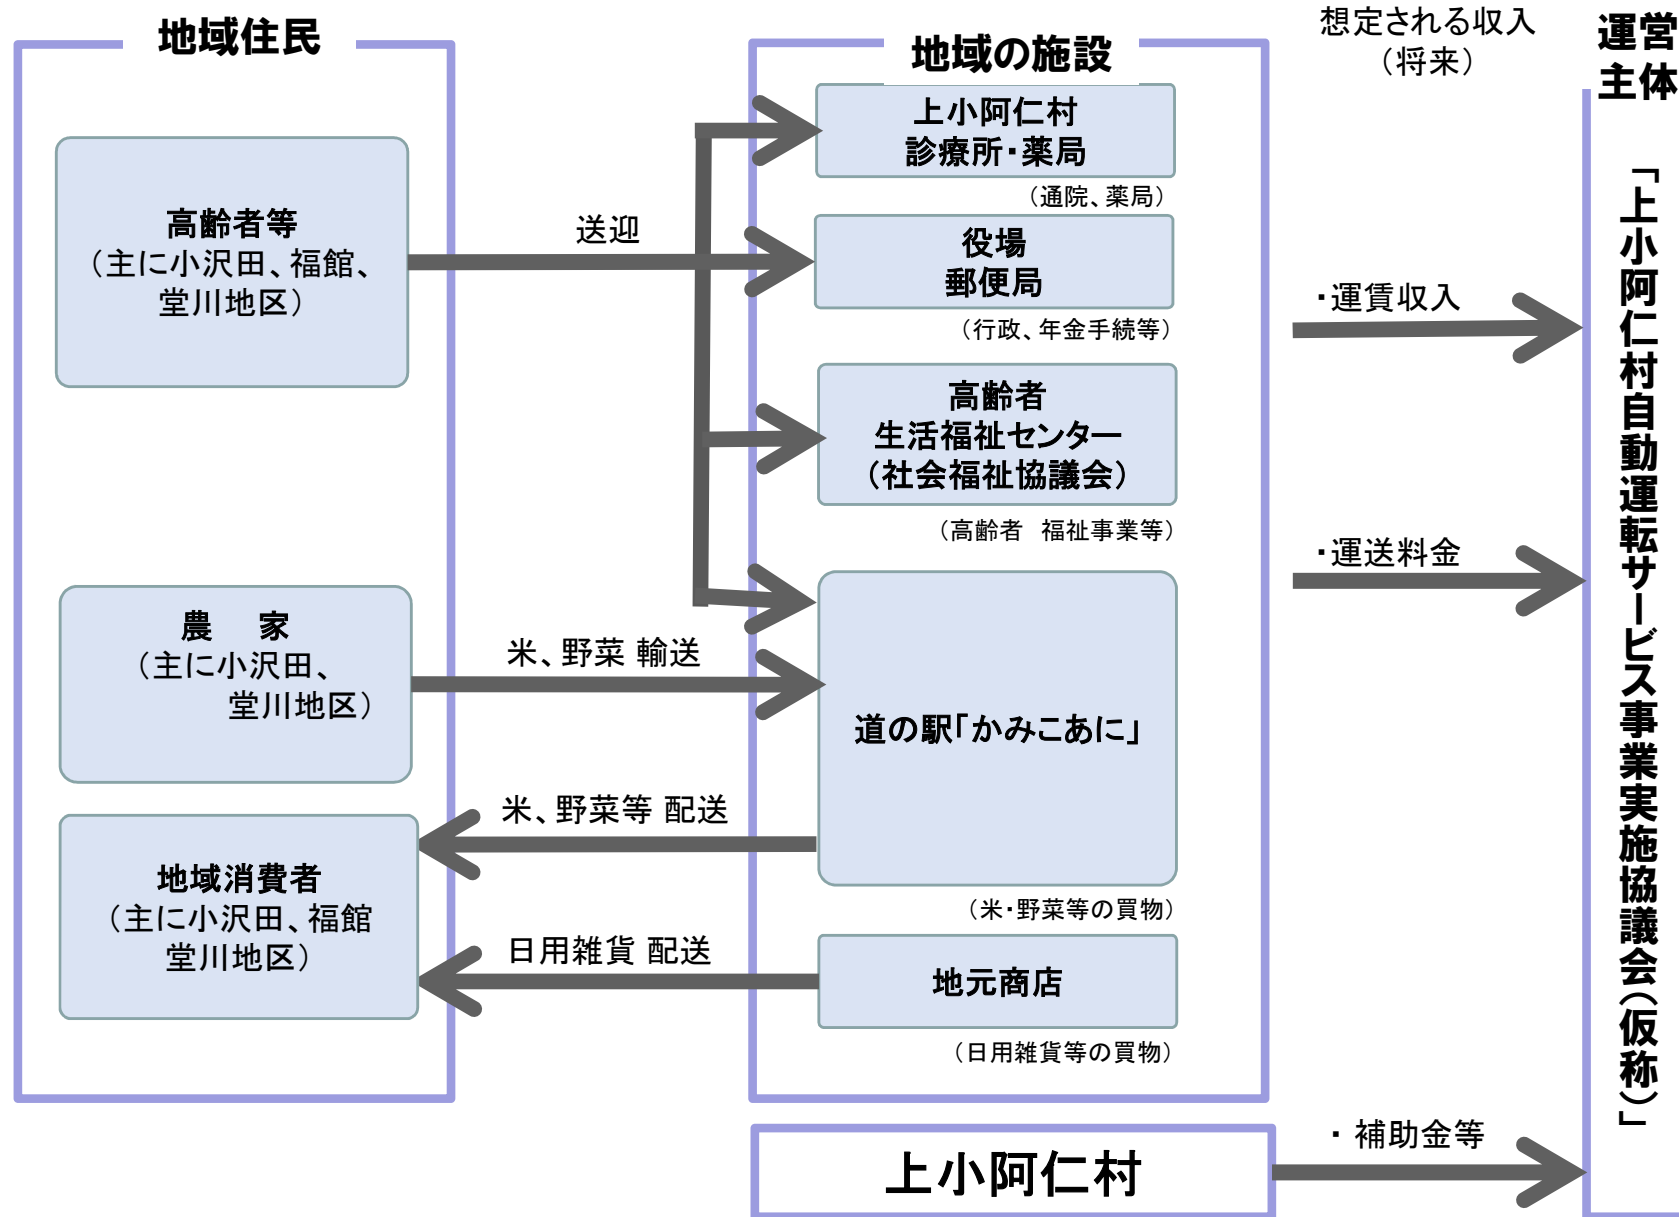 地域住民
高齢者等
（主に小沢田、福館、
堂川地区）
農　家
（主に小沢田、
堂川地区）
地域消費者
（主に小沢田、福館
堂川地区）
送迎
米、野菜 輸送
米、野菜等 配送
日用雑貨 配送
地域の施設
上小阿仁村
診療所・薬局
（通院、薬局）
役場
郵便局
（行政、年金手続等）
高齢者
生活福祉センター
（社会福祉協議会）
（高齢者　福祉事業等）
道の駅「かみこあに」
（米・野菜等の買物）
地元商店
（日用雑貨等の買物）
上小阿仁村
想定される収入
（将来）
・運賃収入
・運送料金
・ 補助金等
運営
主体
「上小阿仁村自動運転サービス事業実施協議会（仮称）」